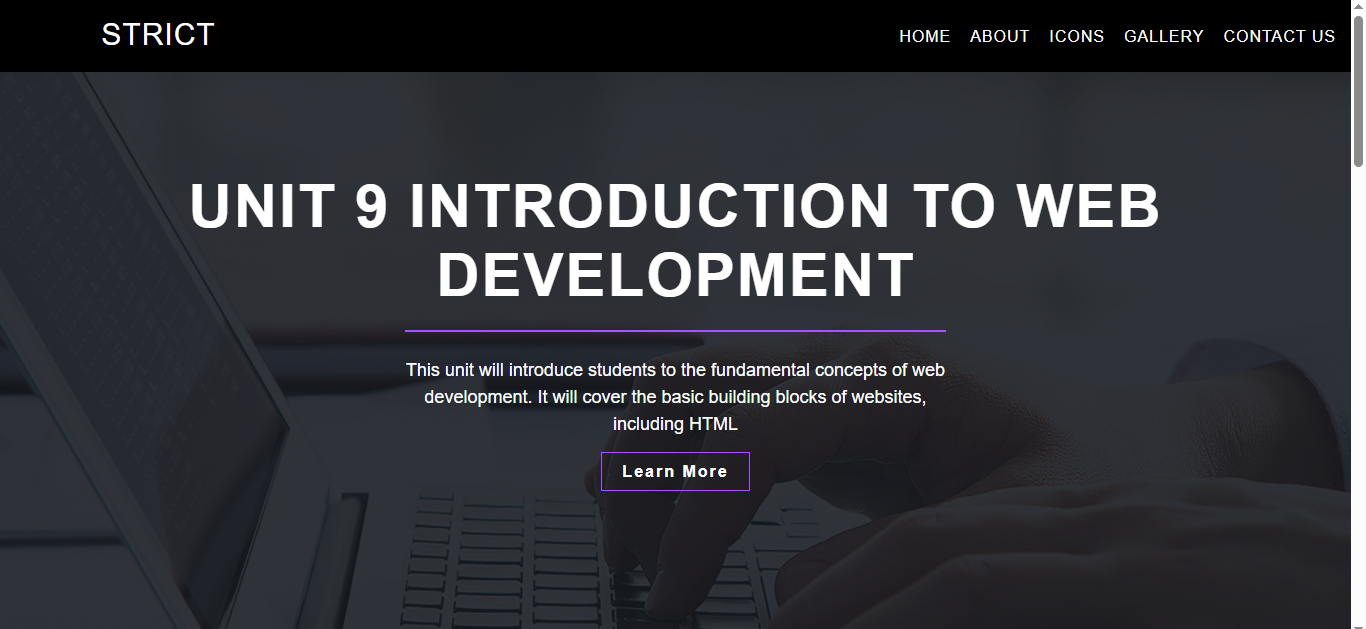 STRICT
HOME ABOUT ICONS GALLERY CONTACT US
UNIT 9 INTRODUCTION TO WEB
DEVELOPMENT
This unit will introduce students to the fundamental concepts of web
development. It will cover the basic building blocks of websites,
including HTML
Learn More